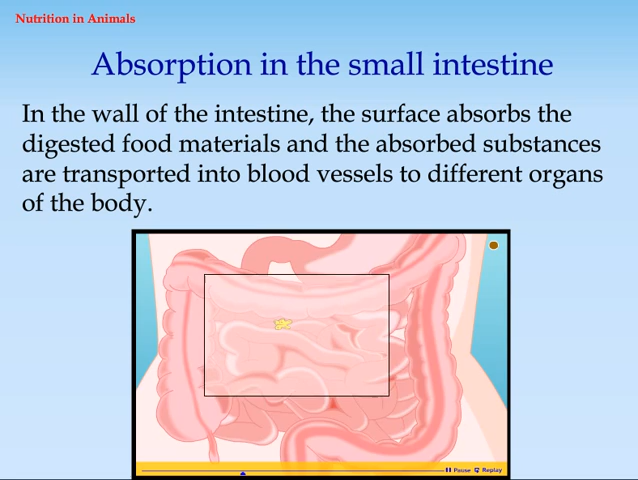 Nutrition in Animals
Absorption in the small intestine
In the wall of the intestine, the surface absorbs the
digested food materials and the absorbed substances
are transported into blood vessels to different organs
of the body.
Pause Replay